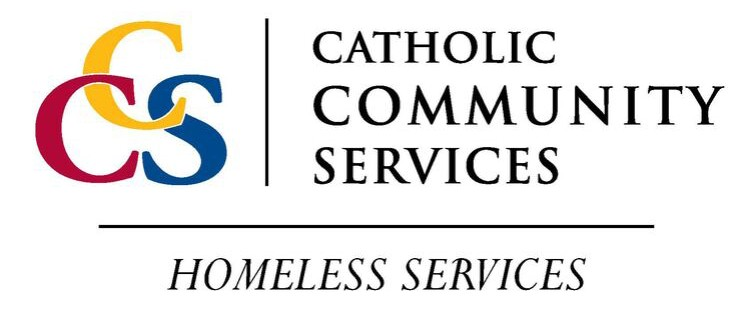 CCS
CATHOLIC
COMMUNITY
SERVICES
HOMELESS SERVICES